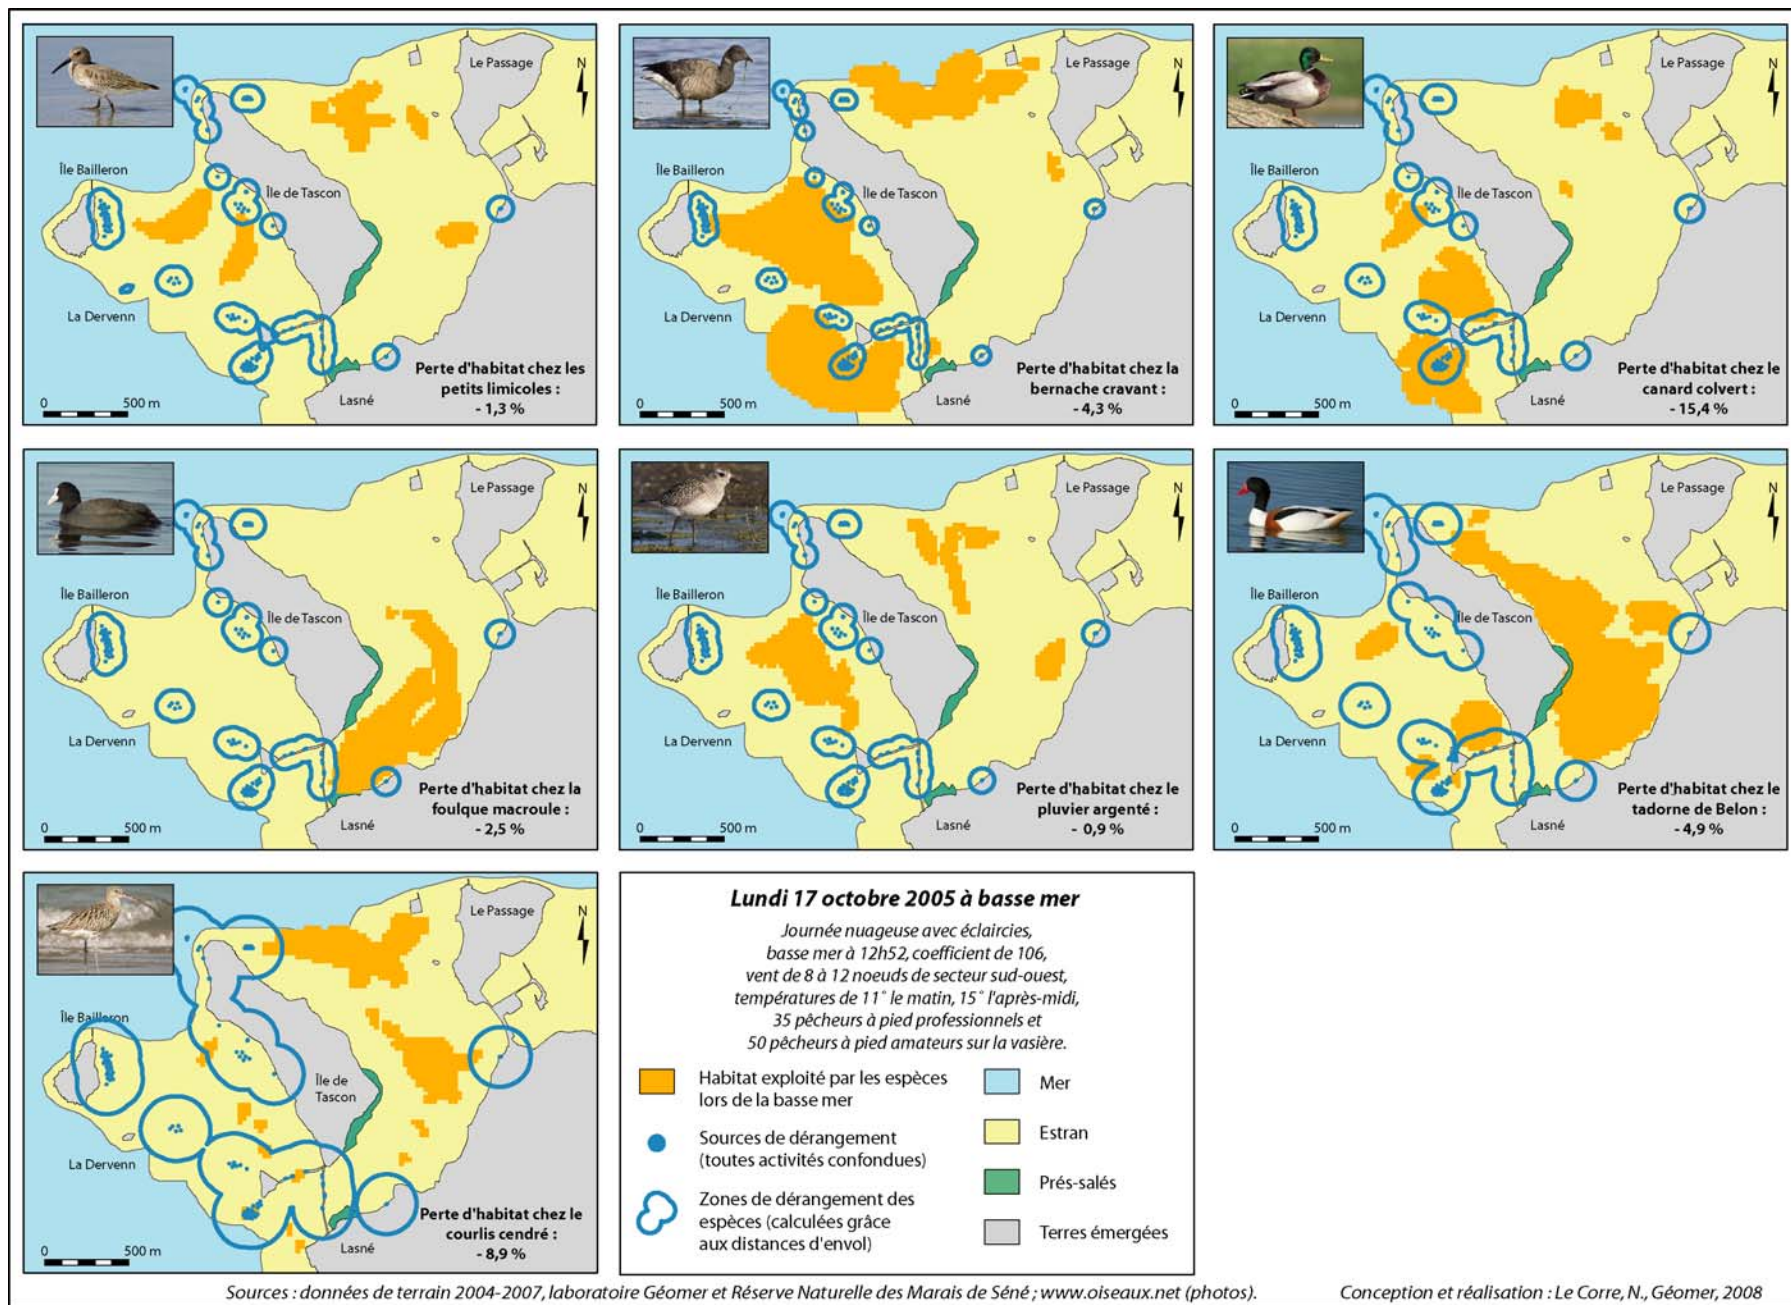 Le Passage
N
Île Bailleron
Île de Tascon
La Dervenn
Perte d'habitat chez les
petits limicoles :
- 1,3 %
0 500 m
Lasné
Le Passage
N
Île Bailleron
Île de Tascon
La Dervenn
Perte d'habitat chez la
bernache cravant :
- 4,3 %
0 500 m
Lasné
Le Passage
N
Île Bailleron
Île de Tascon
La Dervenn
Perte d'habitat chez le
canard colvert :
- 15,4 %
0 500 m
Lasné
Le Passage
N
Île Bailleron
Île de Tascon
La Dervenn
Perte d'habitat chez la
foulque macroule :
- 2,5 %
0 500 m
Lasné
Le Passage
N
Île Bailleron
Île de Tascon
La Dervenn
Perte d'habitat chez le
pluvier argenté :
- 0,9 %
0 500 m
Lasné
Le Passage
N
Île Bailleron
Île de Tascon
La Dervenn
Perte d'habitat chez le
tadorne de Belon :
- 4,9 %
0 500 m
Lasné
Le Passage
N
Île Bailleron
Île de
Tascon
La Dervenn
Perte d'habitat chez le
courlis cendré :
- 8,9 %
0 500 m
Lasné
Lundi 17 octobre 2005 à basse mer
Journée nuageuse avec éclaircies,
basse mer à 12h52, coefficient de 106,
vent de 8 à 12 noeuds de secteur sud-ouest,
températures de 11° le matin, 15° l'après-midi,
35 pêcheurs à pied professionnels et
50 pêcheurs à pied amateurs sur la vasière.
Habitat exploité par les espèces
lors de la basse mer
Sources de dérangement
(toutes activités confondues)
Zones de dérangement des
espèces (calculées grâce
aux distances d'envol)
Mer
Estran
Prés-salés
Terres émergées
Sources : données de terrain 2004-2007, laboratoire Géomer et Réserve Naturelle des Marais de Séné ; www.oiseaux.net (photos).
Conception et réalisation : Le Corre, N., Géomer, 2008